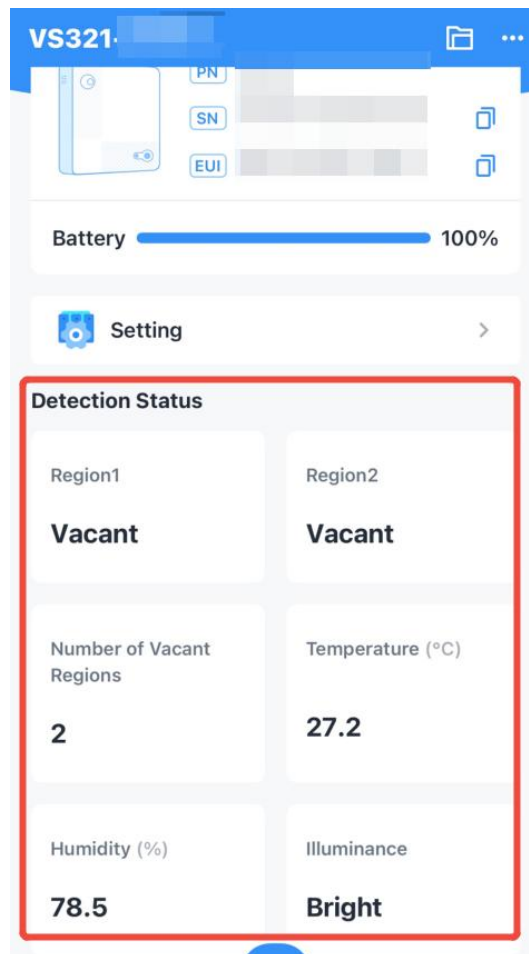 VS321-
PN
SN
EUI
Battery 100%
Setting
Detection Status
Region1 Region2
Vacant Vacant
Number of Vacant Temperature (°C)
Regions
2 27.2
Humidity (%) Illuminance
78.5 Bright